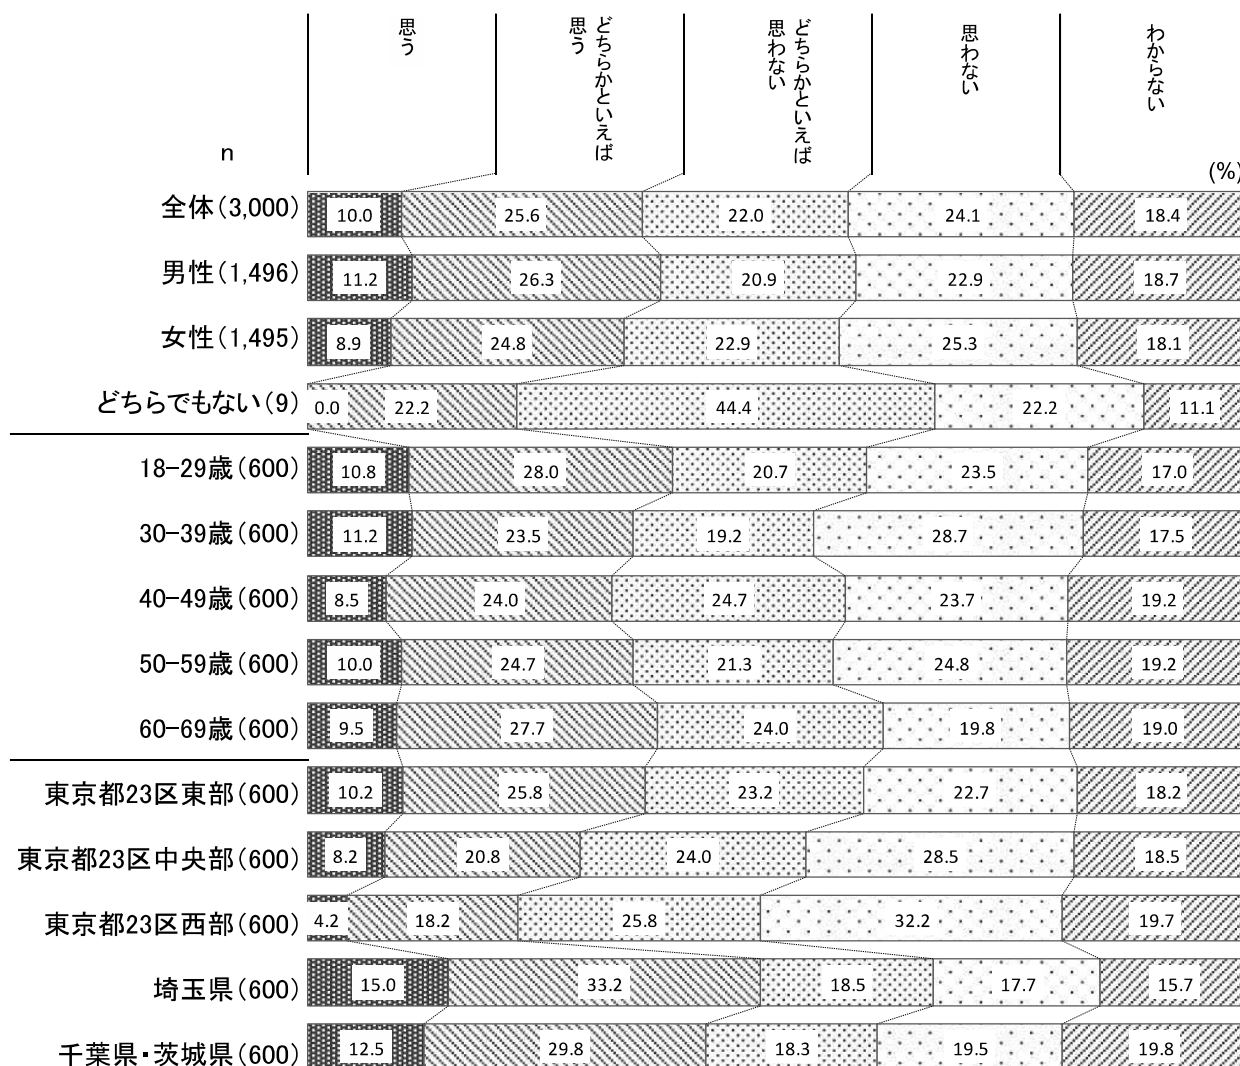 思う
どちらかといえば
思う
どちらかといえば
思わない
思わない
わからない
n
(%)
全体(3,000) 10.0 25.6 22.0 24.1 18.4
男性(1,496) 11.2 26.3 20.9 22.9 18.7
女性(1,495) 8.9 24.8 22.9 25.3 18.1
どちらでもない(9) 0.0 22.2 44.4 22.2 11.1
18-29歳(600) 10.8 28.0 20.7 23.5 17.0
30-39歳(600) 11.2 23.5 19.2 28.7 17.5
40-49歳(600) 8.5 24.0 24.7 23.7 19.2
50-59歳(600) 10.0 24.7 21.3 24.8 19.2
60-69歳(600) 9.5 27.7 24.0 19.8 19.0
東京都23区東部(600) 10.2 25.8 23.2 22.7 18.2
東京都23区中央部(600) 8.2 20.8 24.0 28.5 18.5
東京都23区西部(600) 4.2 18.2 25.8 32.2 19.7
埼玉県(600) 15.0 33.2 18.5 17.7 15.7
千葉県・茨城県(600) 12.5 29.8 18.3 19.5 19.8